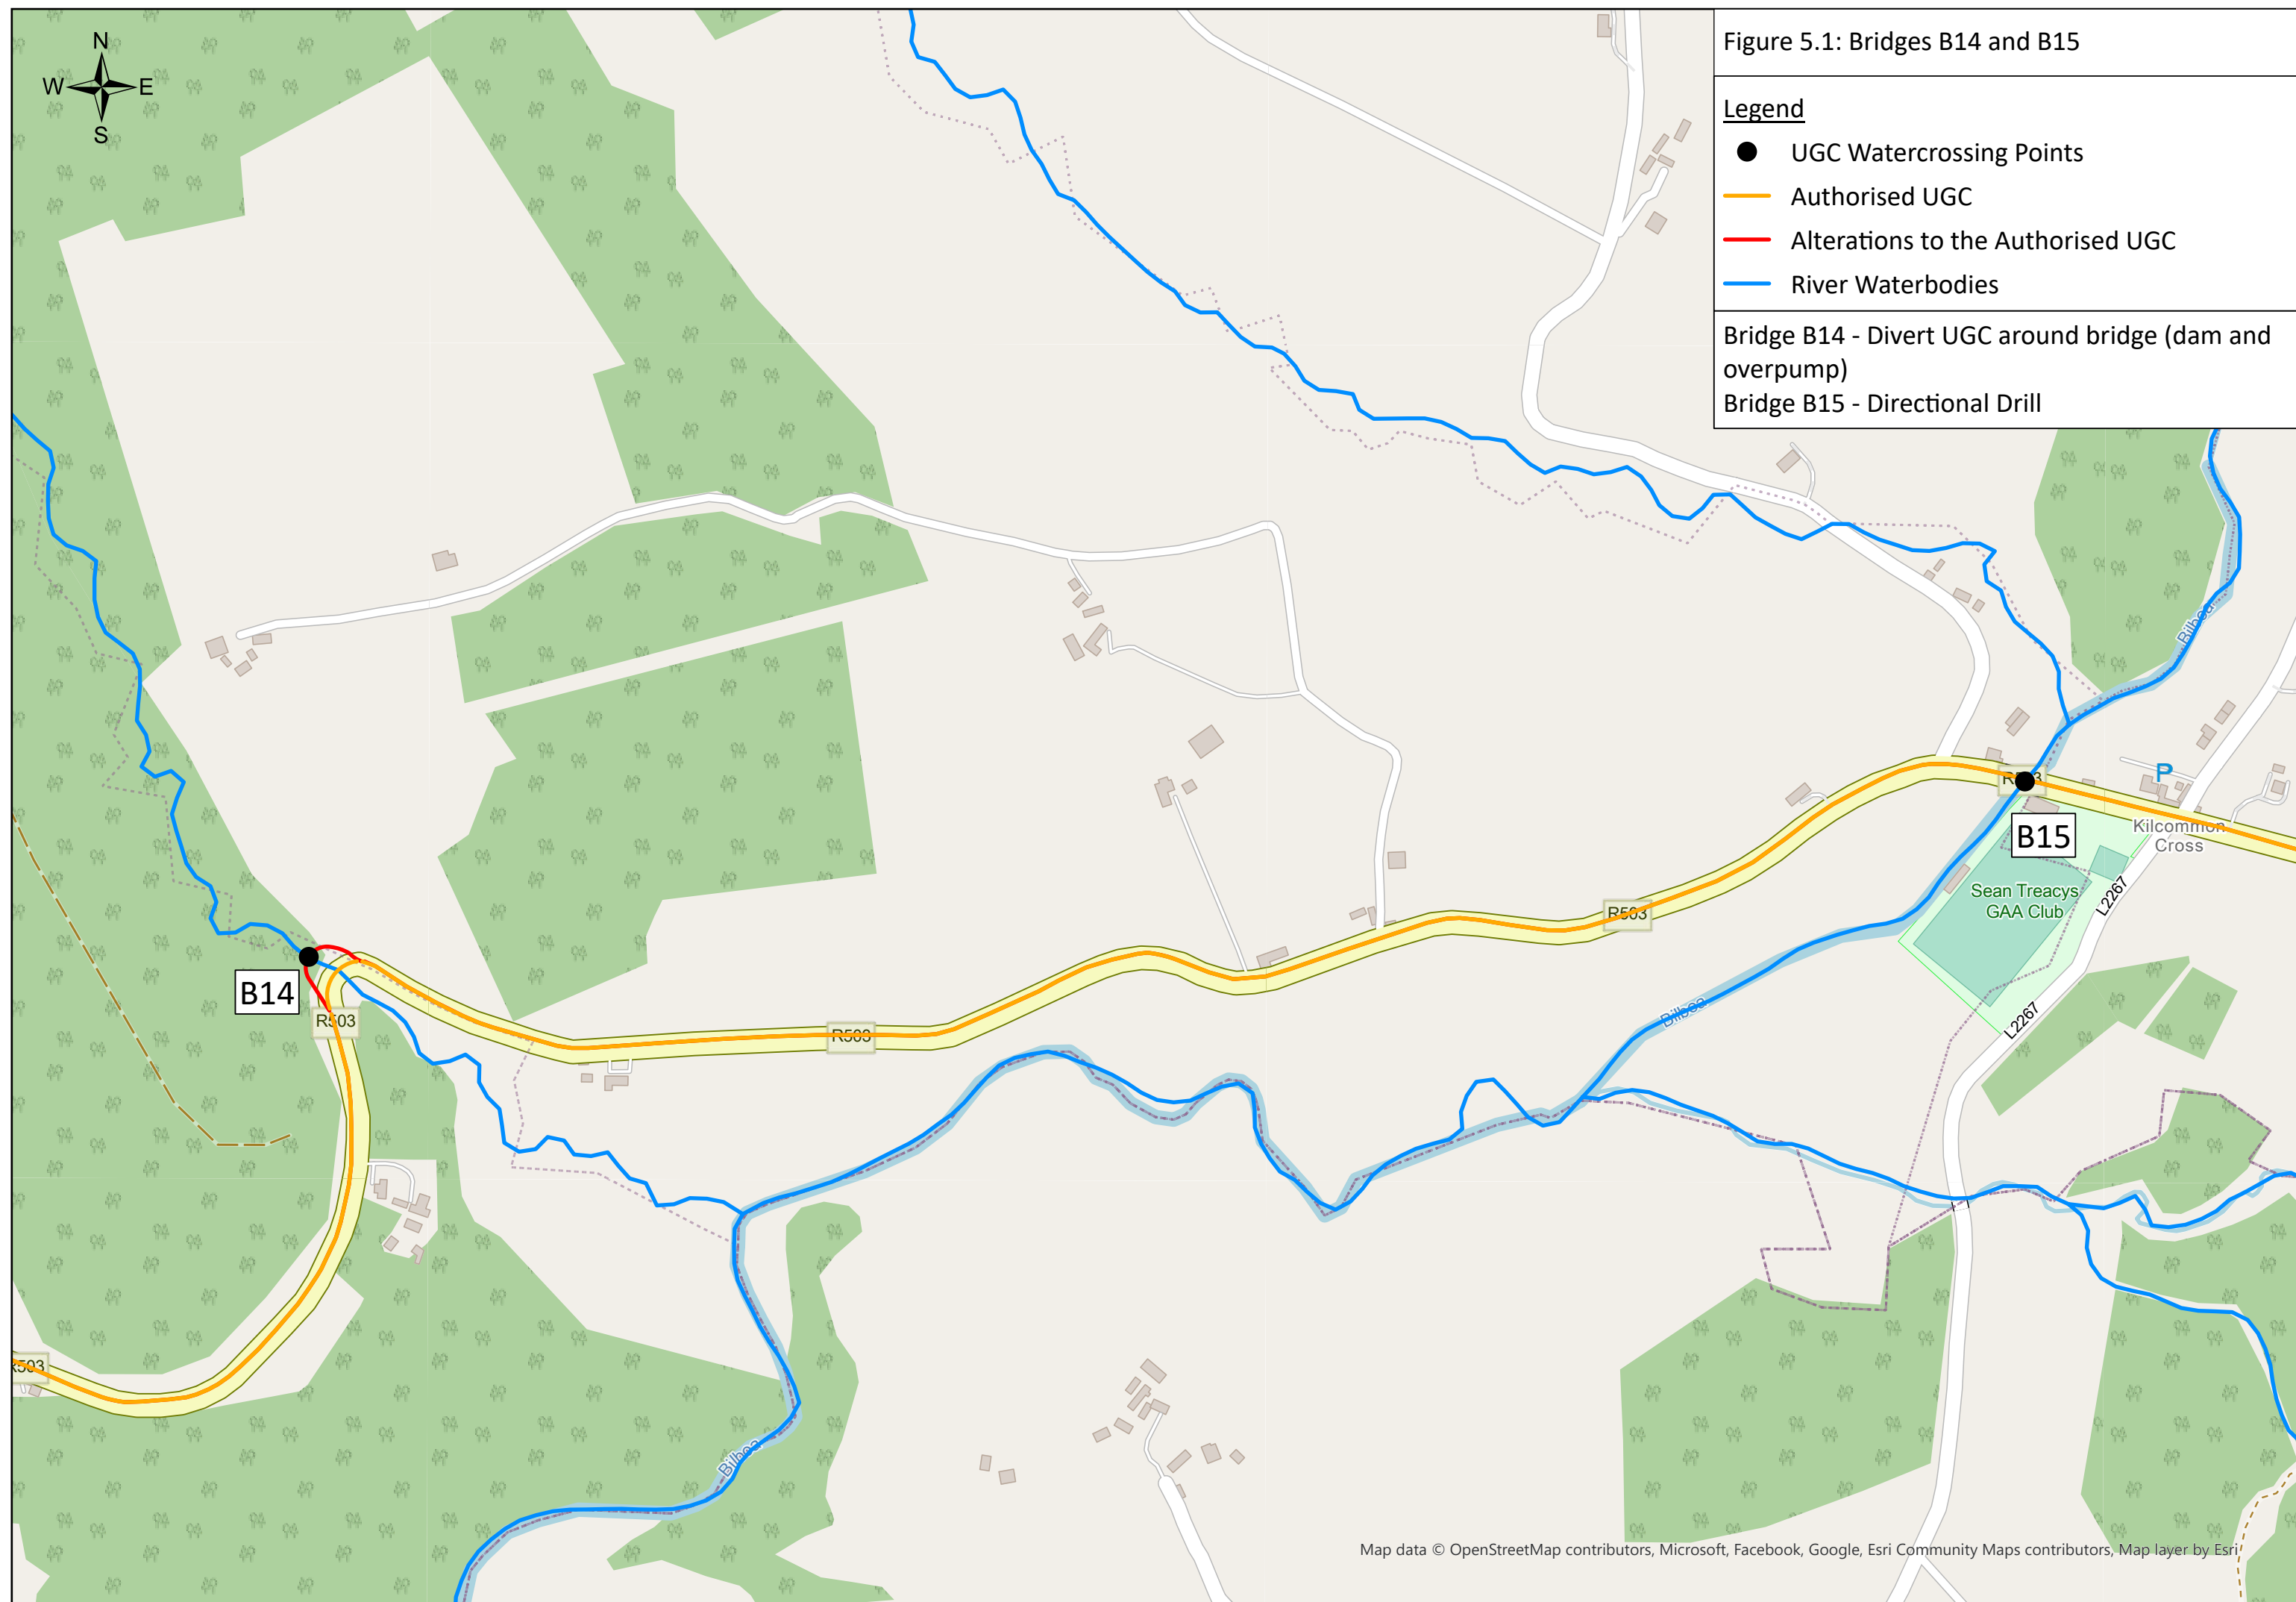 Figure 5.1: Bridges B14 and B15
Legend
UGC Watercrossing Points
Authorised UGC
Alterations to the Authorised UGC
River Waterbodies
Bridge B14 - Divert UGC around bridge (dam and
overpump)
Bridge B15 - Directional Drill
N
W E
S
Bilboa
P
B15
Kilcommon
Cross
Sean Treacys
GAA Club
L2267
R503
L2267
Bilboa
B14
R503
R503
Bilboa
Map data © OpenStreetMap contributors, Microsoft, Facebook, Google, Esri Community Maps contributors, Map layer by Esri